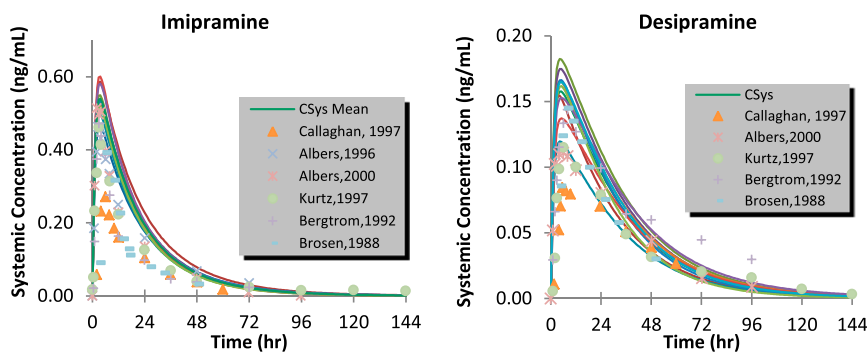 Imipramine
Systemic Concentration (ng/mL)
0.60
0.40
0.20
0.00
CSys Mean
Callaghan, 1997
Albers,1996
Albers,2000
Kurtz,1997
Bergtrom,1992
Brosen,1988
0 24 48 72 96 120 144
Time (hr)
Desipramine
Systemic Concentration (ng/mL)
0.20
0.15
0.10
0.05
0.00
CSys
Callaghan, 1997
Albers,2000
Kurtz,1997
Bergtrom,1992
Brosen,1988
0 24 48 72 96 120 144
Time (hr)